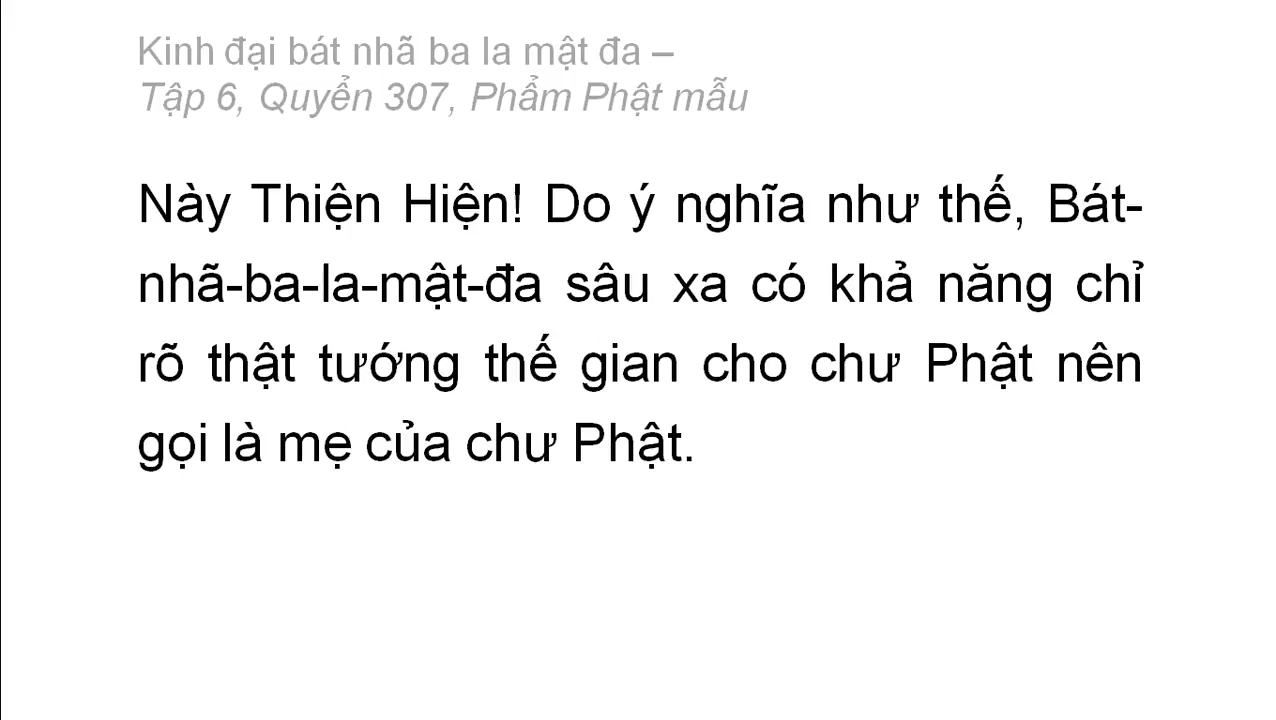 Kinh đại bát nhã ba la mật đa –
Tập 6, Quyển 307, Phẩm Phật mẫu
Này Thiện Hiện! Do ý nghĩa như thế, Bát-
nhã-ba-la-mật-đa sâu xa có khả năng chỉ
rõ thật tướng thế gian cho chư Phật nên
gọi là mẹ của chư Phật.